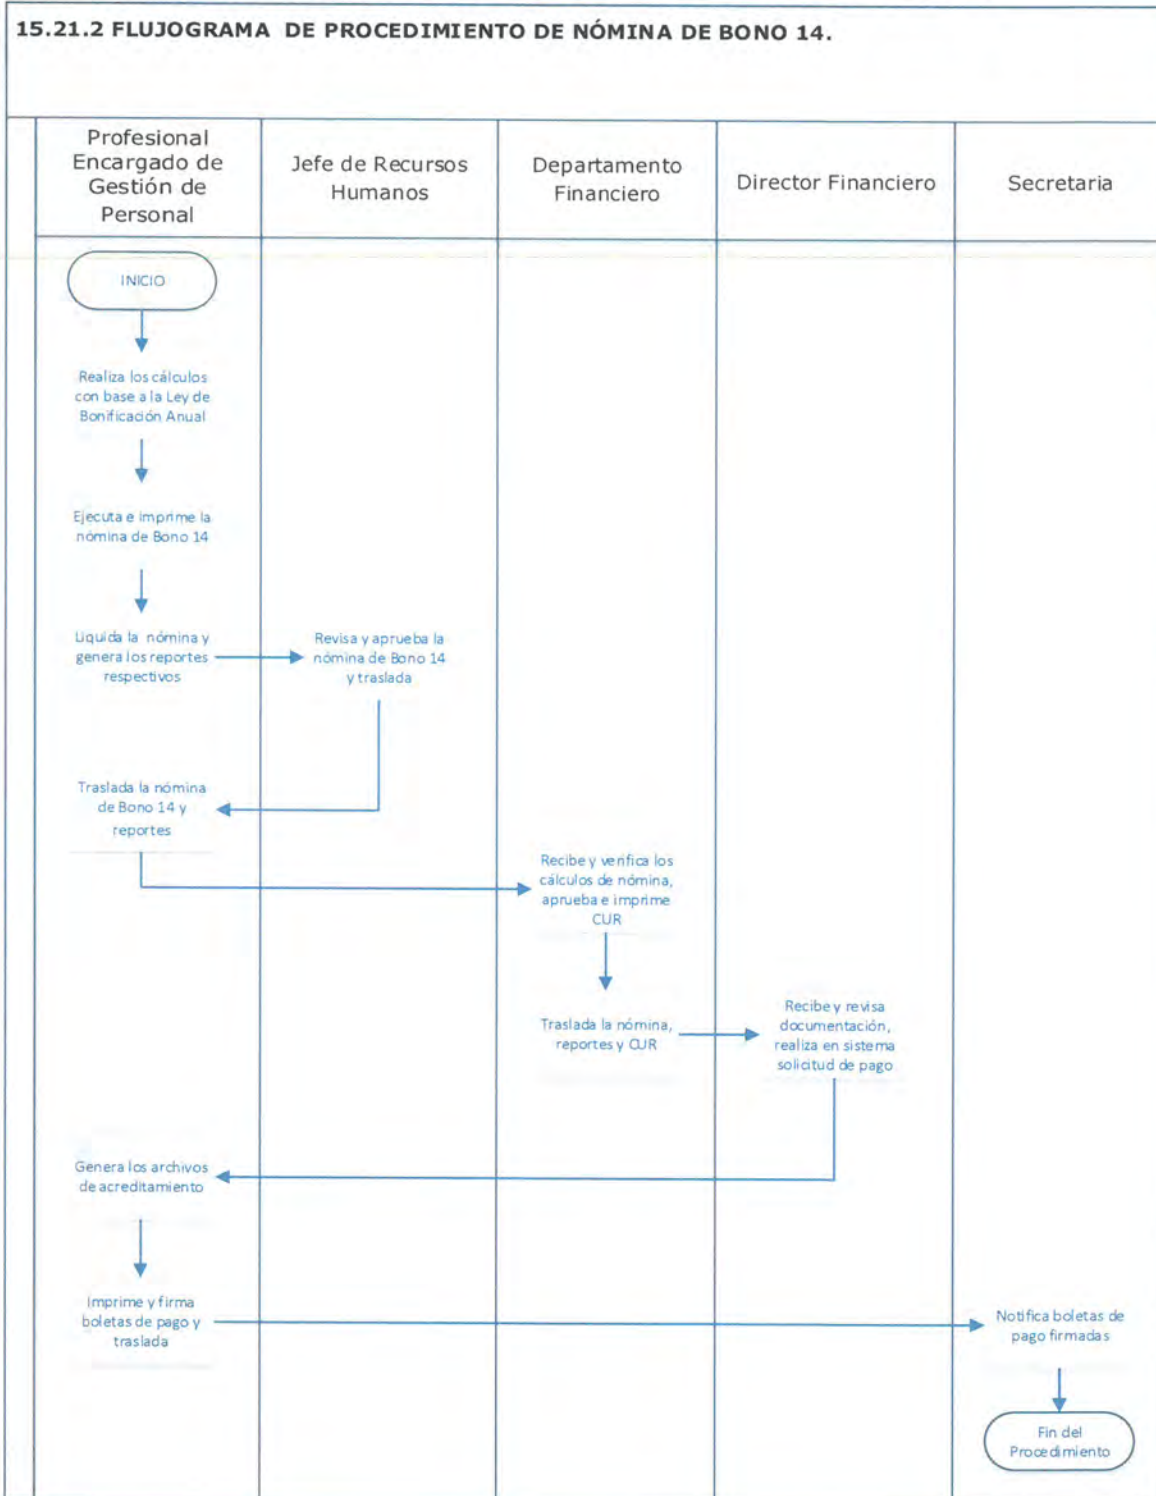 15.21.2 FLUJOGRAMA DE PROCEDIMIENTO DE NÓMINA DE BONO 14.
Profesional
Encargado de
Gestión de
Personal
Jefe de Recursos
Humanos
Departamento
Financiero
Director Financiero
Secretaria
INICIO
Realiza los cálculos
con base a la Ley de
Bonificación Anual
Ejecuta e imprime la
nómina de Bono 14
Liquida la nómina y
genera los reportes
respectivos
Revisa y aprueba la
nómina de Bono 14
y traslada
Traslada la nómina
de Bono 14 y
reportes
Recibe y verifica los
cálculos de nómina,
aprueba e imprime
CUR
Traslada la nómina,
reportes y CUR
Recibe y revisa
documentación,
realiza en sistema
solicitud de pago
Genera los archivos
de acreditamiento
Imprime y firma
boletas de pago y
traslada
Notifica boletas de
pago firmadas
Fin del
Procedimiento